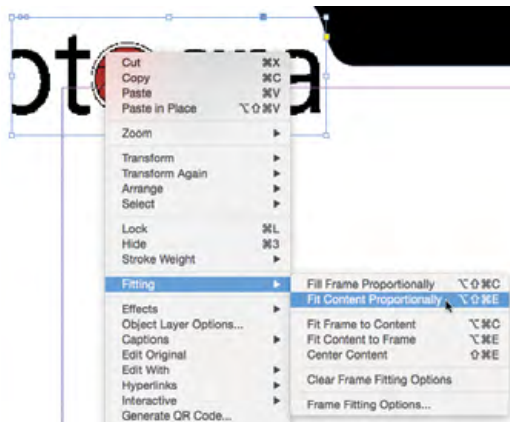 Cut ⌘X
Copy ⌘C
Paste ⌘V
Paste in Place ⌥⇧⌘V
Zoom
Transform
Transform Again
Arrange
Select
Lock ⌘L
Hide ⌘3
Stroke Weight
Fitting
Effects
Object Layer Options...
Captions
Edit Original
Edit With
Hyperlinks
Interactive
Generate QR Code...
Fill Frame Proportionally ⌥⇧⌘C
Fit Content Proportionally ⌥⇧⌘E
Fit Frame to Content ⌥⌘C
Fit Content to Frame ⌥⌘E
Center Content ⇧⌘E
Clear Frame Fitting Options
Frame Fitting Options...